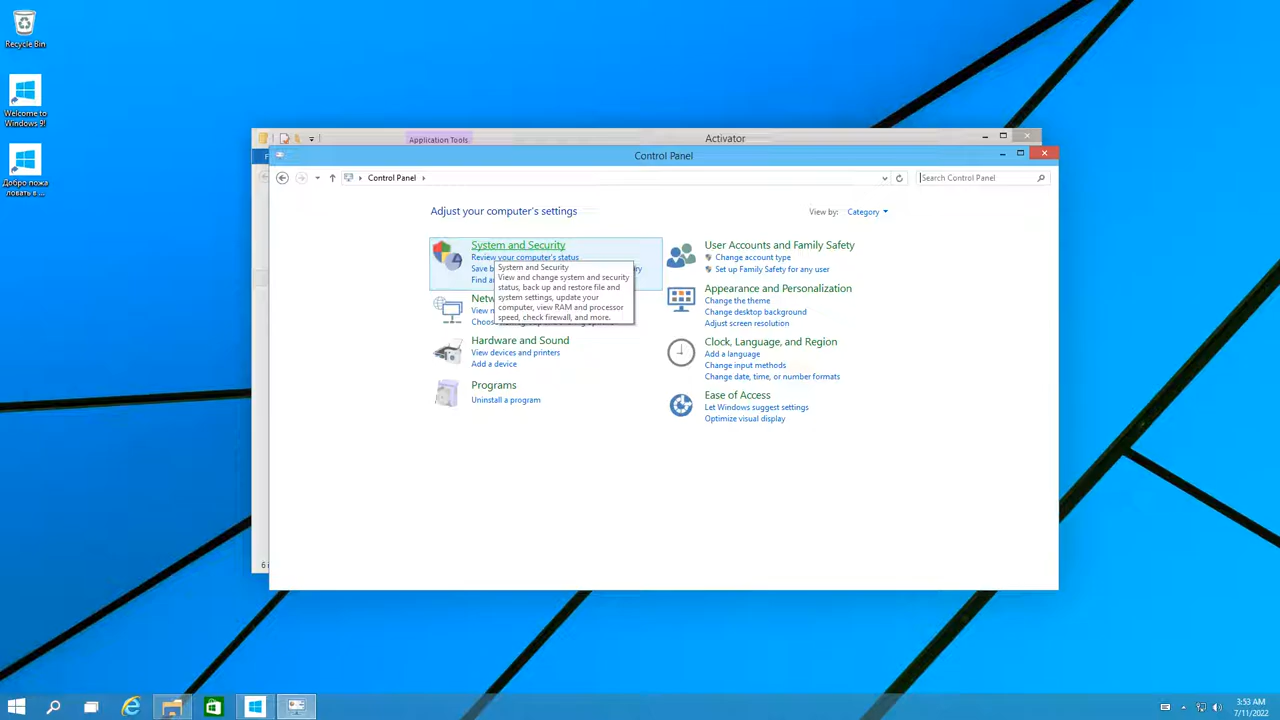 Recycle Bin
Welcome to
Windows 9!
Добро пожа
ловать в ...
Application Tools
Activator
F
Control Panel
Control Panel
Search Control Panel
Adjust your computer's settings
View by: Category
System and Security
Review your computer's status
Save b
Find a
System and Security
View and change system and security
status, back up and restore file and
system settings, update your
computer, view RAM and processor
speed, check firewall, and more.
Netw
View n
Choos
Hardware and Sound
View devices and printers
Add a device
Programs
Uninstall a program
User Accounts and Family Safety
Change account type
Set up Family Safety for any user
Appearance and Personalization
Change the theme
Change desktop background
Adjust screen resolution
Clock, Language, and Region
Add a language
Change input methods
Change date, time, or number formats
Ease of Access
Let Windows suggest settings
Optimize visual display
6 i
3:53 AM
7/11/2022